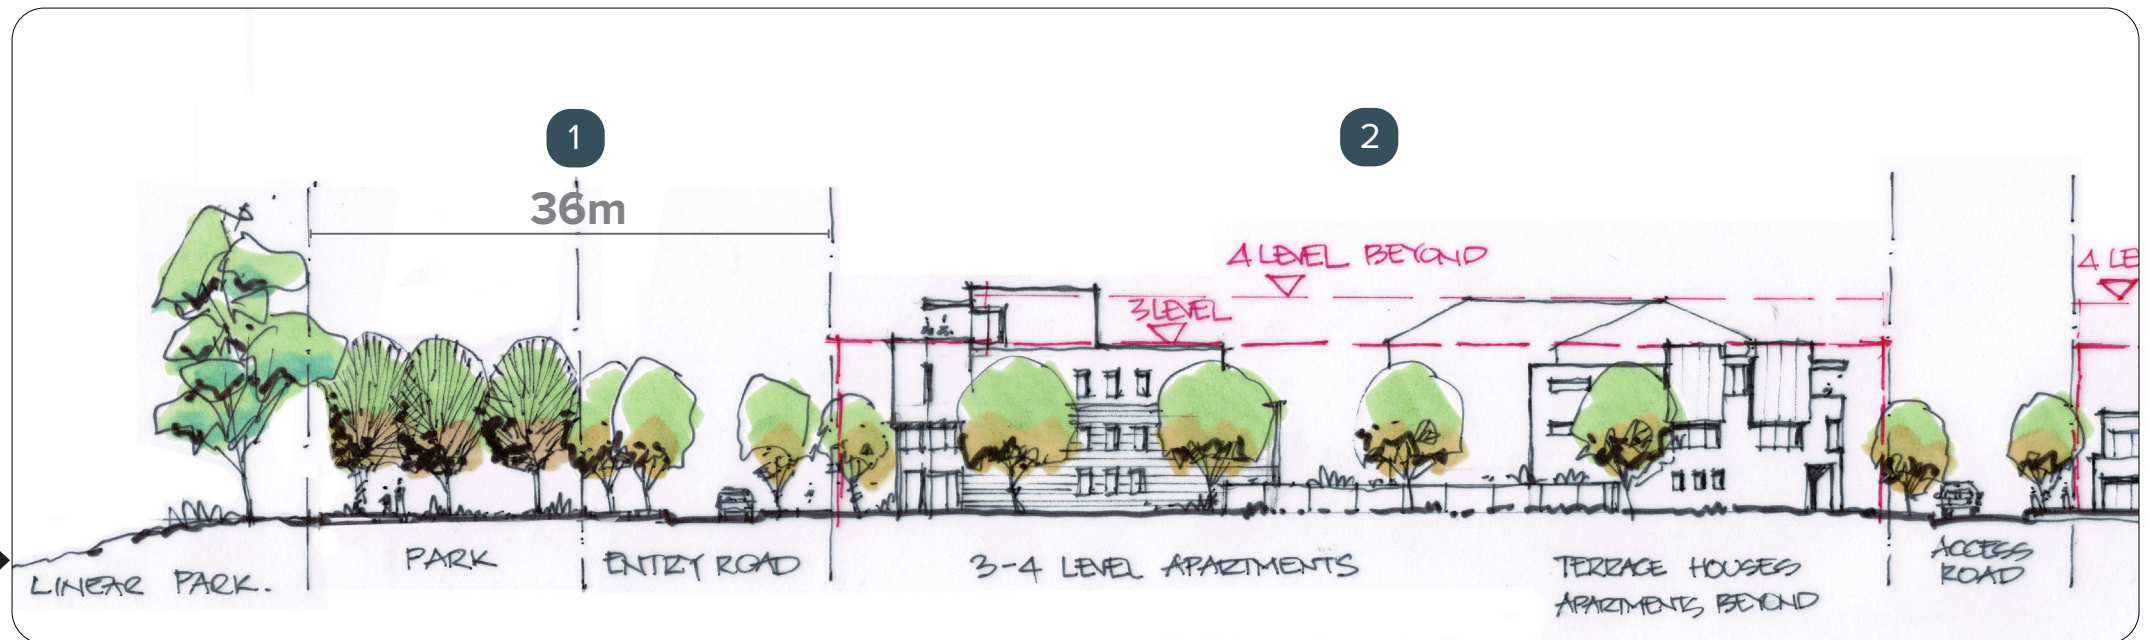 1
2
36m
4 LEVEL BEYOND
4 LE
3 LEVEL
LINEAR PARK.
PARK
ENTRY ROAD
3-4 LEVEL APARTMENTS
TERRACE HOUSES
APARTMENTS BEYOND
ACCESS
ROAD